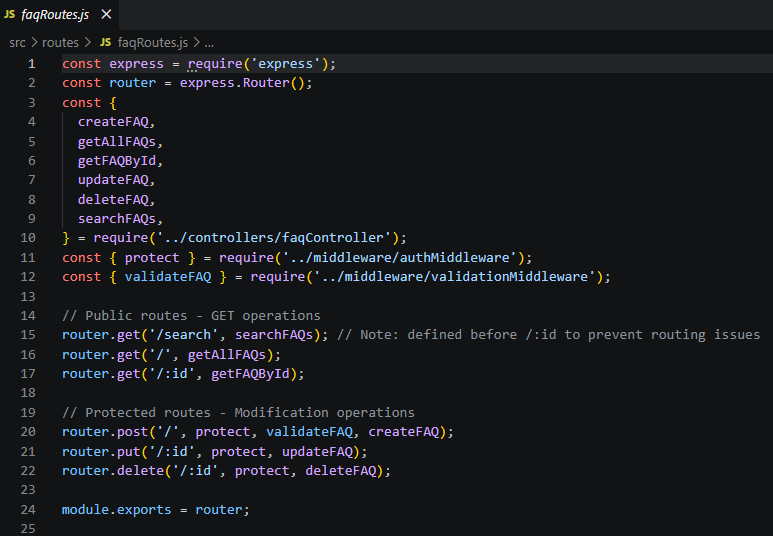 JS faqRoutes.js ×
src > routes > JS faqRoutes.js > ...
1 const express = require('express');
2 const router = express.Router();
3 const {
4   createFAQ,
5   getAllFAQs,
6   getFAQById,
7   updateFAQ,
8   deleteFAQ,
9   searchFAQs,
10 } = require('../controllers/faqController');
11 const { protect } = require('../middleware/authMiddleware');
12 const { validateFAQ } = require('../middleware/validationMiddleware');
13
14 // Public routes - GET operations
15 router.get('/search', searchFAQs); // Note: defined before /:id to prevent routing issues
16 router.get('/', getAllFAQs);
17 router.get('/:id', getFAQById);
18
19 // Protected routes - Modification operations
20 router.post('/', protect, validateFAQ, createFAQ);
21 router.put('/:id', protect, updateFAQ);
22 router.delete('/:id', protect, deleteFAQ);
23
24 module.exports = router;
25